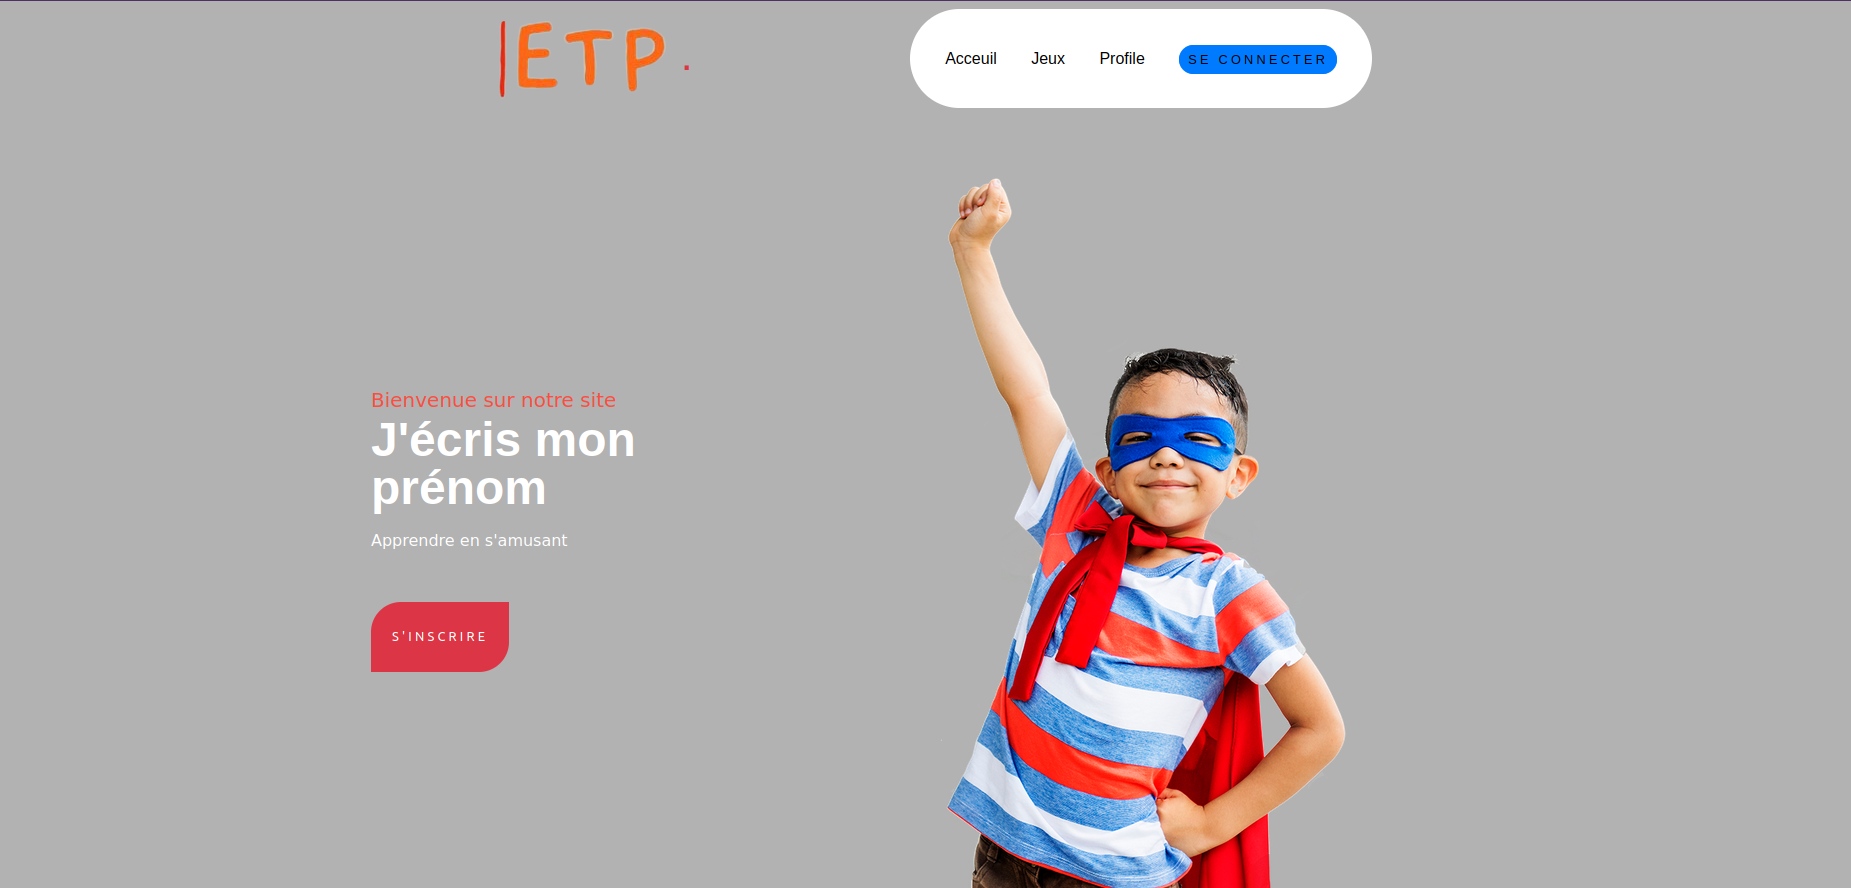 ETP.
Acceuil Jeux Profile SE CONNECTER
Bienvenue sur notre site
J'écris mon
prénom
Apprendre en s'amusant
S'INSCRIRE